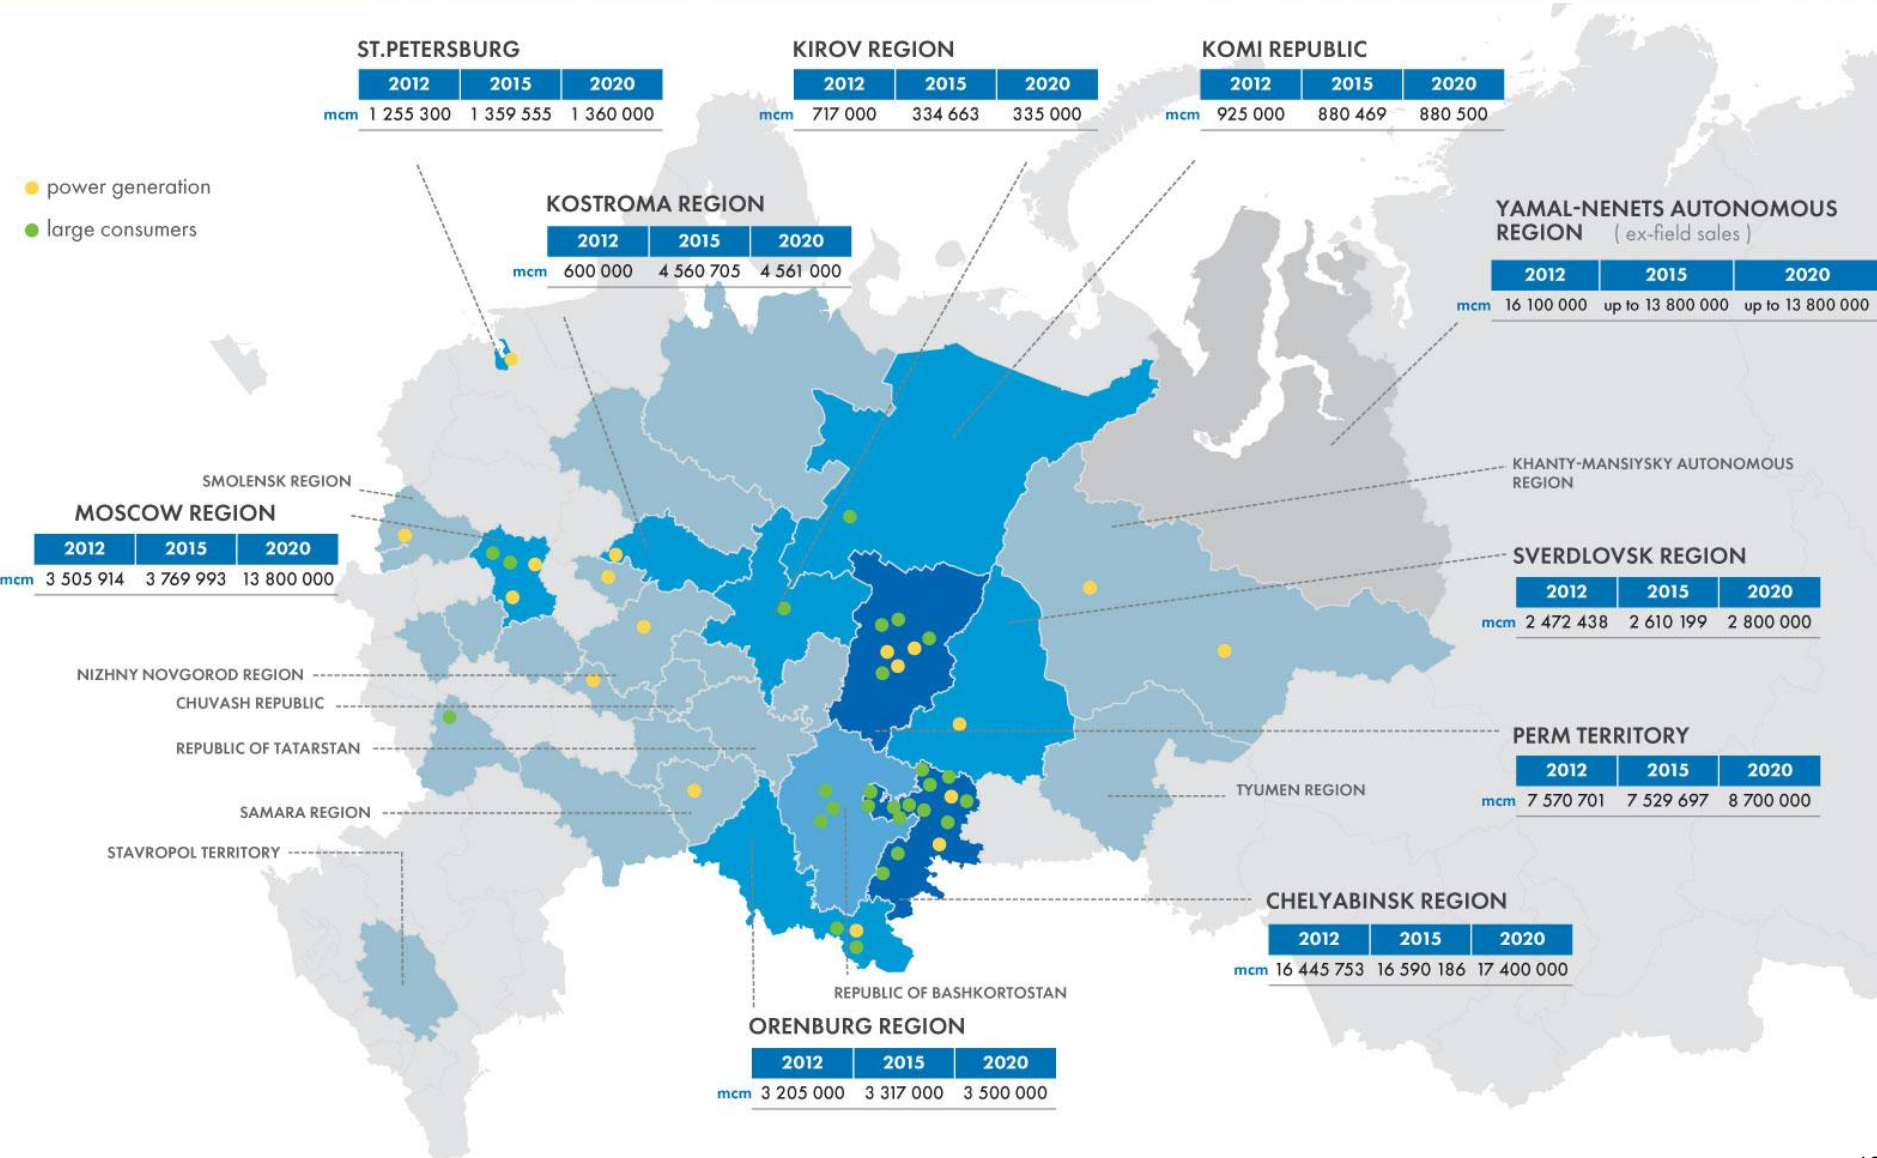 ST.PETERSBURG
2012 2015 2020
mcm 1 255 300 1 359 555 1 360 000
KIROV REGION
2012 2015 2020
mcm 717 000 334 663 335 000
KOMI REPUBLIC
2012 2015 2020
mcm 925 000 880 469 880 500
power generation
large consumers
KOSTROMA REGION
2012 2015 2020
mcm 600 000 4 560 705 4 561 000
YAMAL-NENETS AUTONOMOUS
REGION ( ex-field sales )
2012 2015 2020
mcm 16 100 000 up to 13 800 000 up to 13 800 000
SMOLENSK REGION
MOSCOW REGION
2012 2015 2020
mcm 3 505 914 3 769 993 13 800 000
KHANTY-MANSIYSKY AUTONOMOUS
REGION
SVERDLOVSK REGION
2012 2015 2020
mcm 2 472 438 2 610 199 2 800 000
NIZHNY NOVGOROD REGION
CHUVASH REPUBLIC
REPUBLIC OF TATARSTAN
SAMARA REGION
STAVROPOL TERRITORY
PERM TERRITORY
2012 2015 2020
mcm 7 570 701 7 529 697 8 700 000
TYUMEN REGION
CHELYABINSK REGION
2012 2015 2020
mcm 16 445 753 16 590 186 17 400 000
REPUBLIC OF BASHKORTOSTAN
ORENBURG REGION
2012 2015 2020
mcm 3 205 000 3 317 000 3 500 000